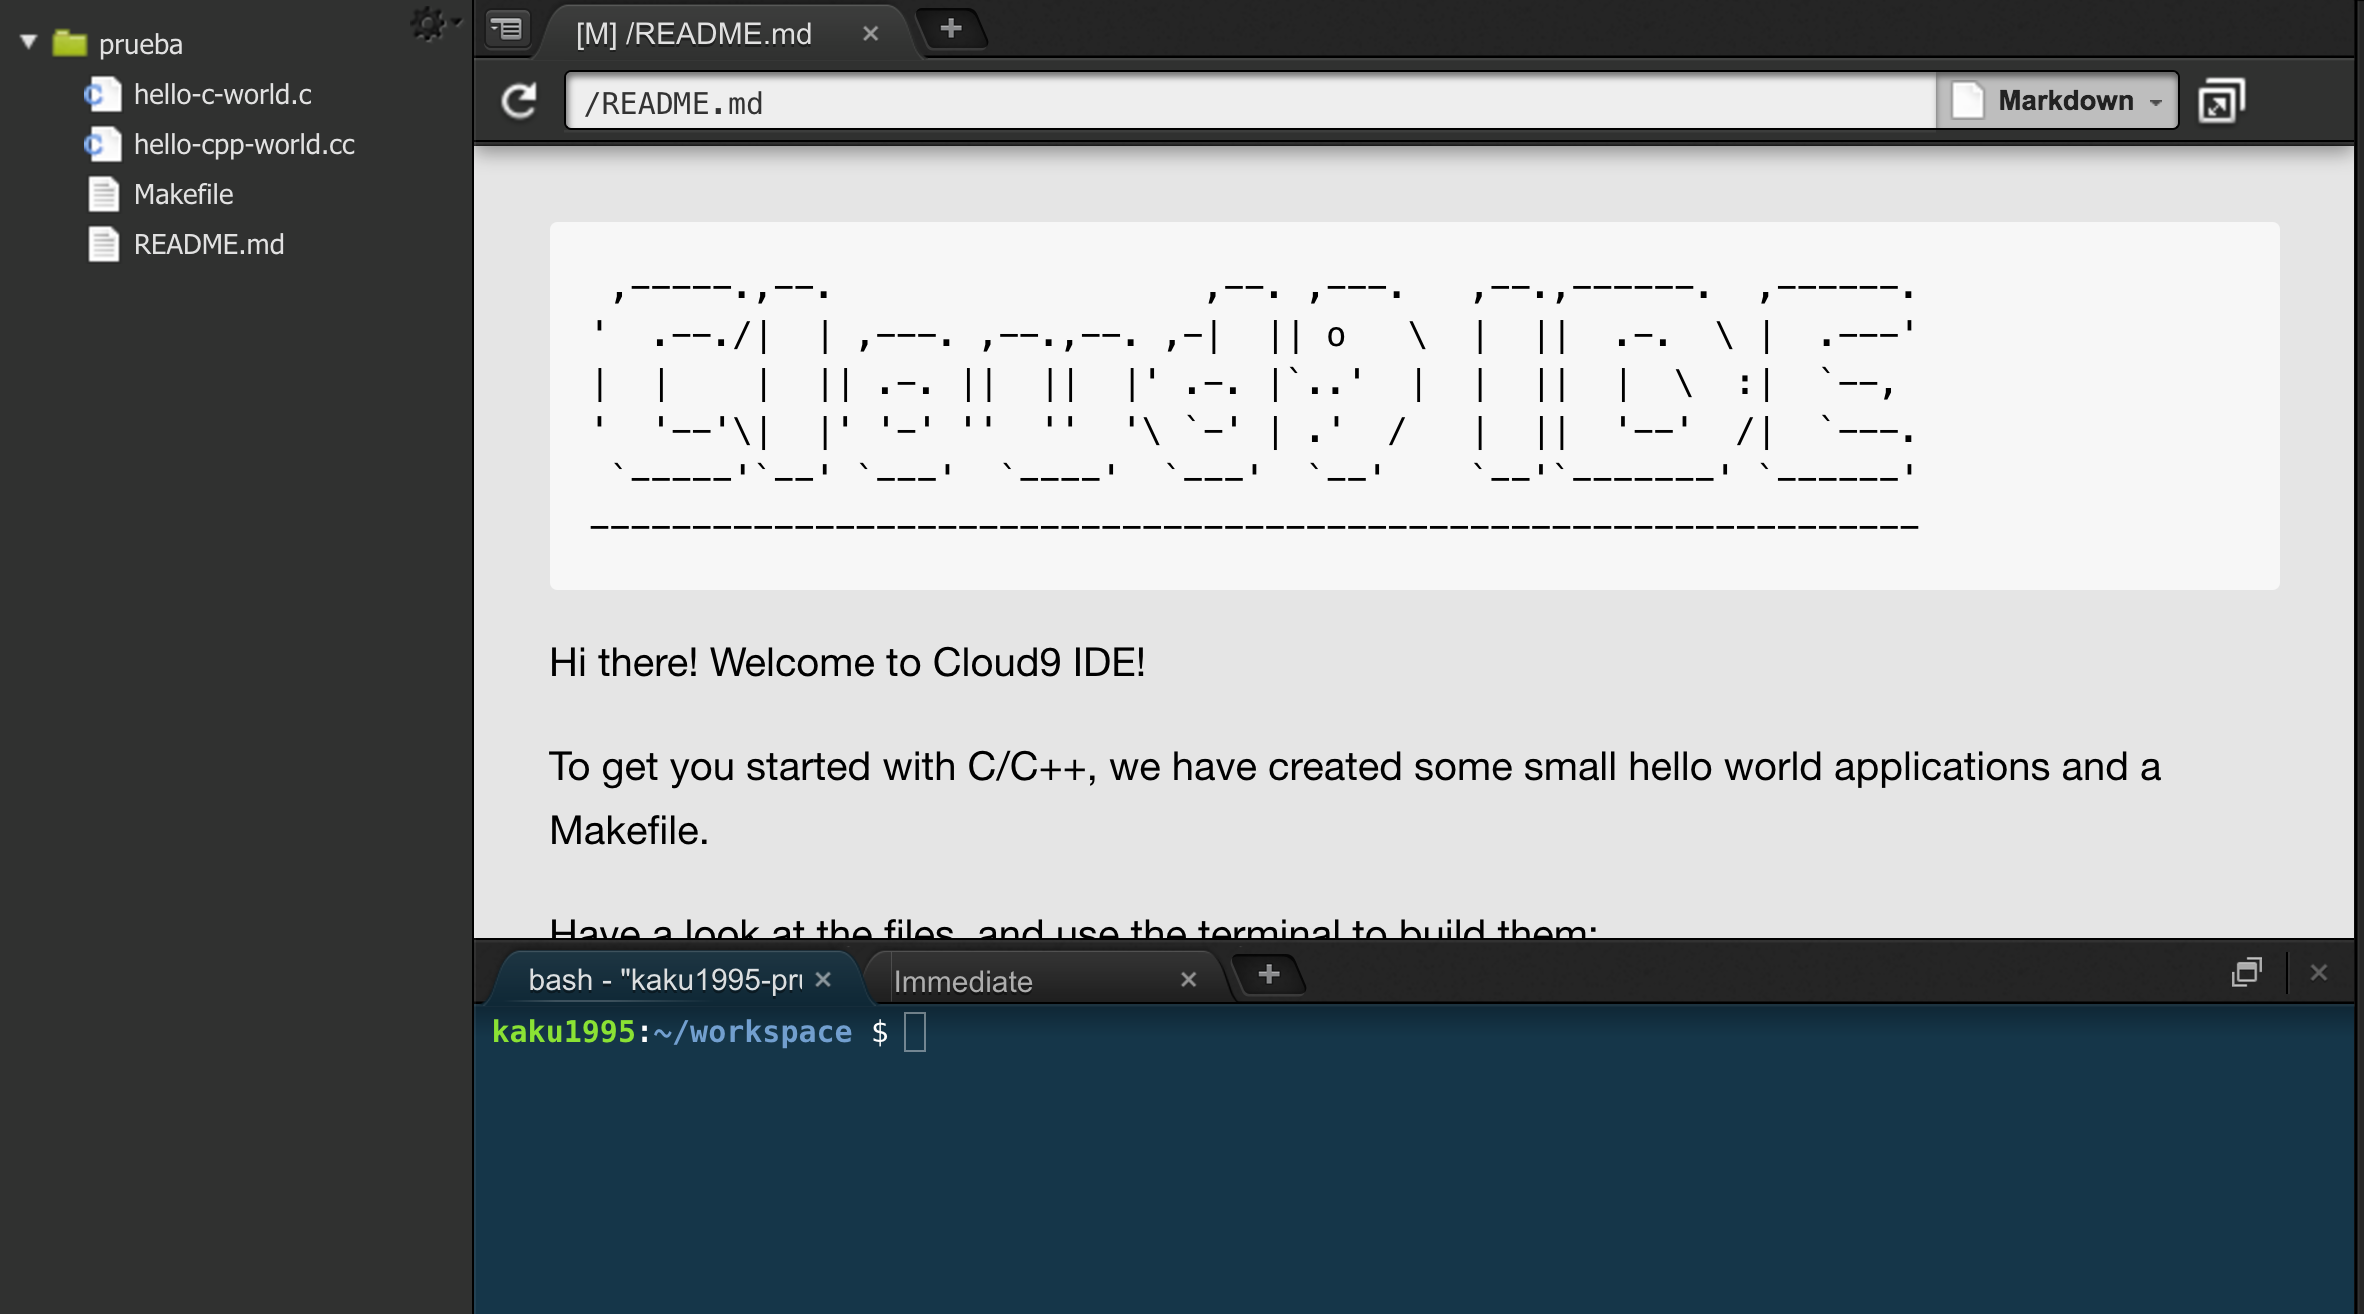 prueba
hello-c-world.c
hello-cpp-world.cc
Makefile
README.md
[M] /README.md
/README.md
Markdown
 ,-----.,--.                  ,--. ,---.   ,--.,------.  ,------.
'  .--./|  | ,---. ,--.,--. ,-|  || o   \  |  ||  .-.  \ |  .---'
|  |    |  || .-. ||  ||  |' .-. |`..'  |  |  ||  |  \  :|  `--,
'  '--'\|  |' '-' ''  ''  '\ `-' | .'  /   |  ||  '--'  /|  `---.
 `-----'`--' `---'  `----'  `---'  `--'    `--'`-------' `------'
-----------------------------------------------------------------
Hi there! Welcome to Cloud9 IDE!
To get you started with C/C++, we have created some small hello world applications and a
Makefile.
Have a look at the files, and use the terminal to build them:
bash - "kaku1995-pru
Immediate
kaku1995:~/workspace $